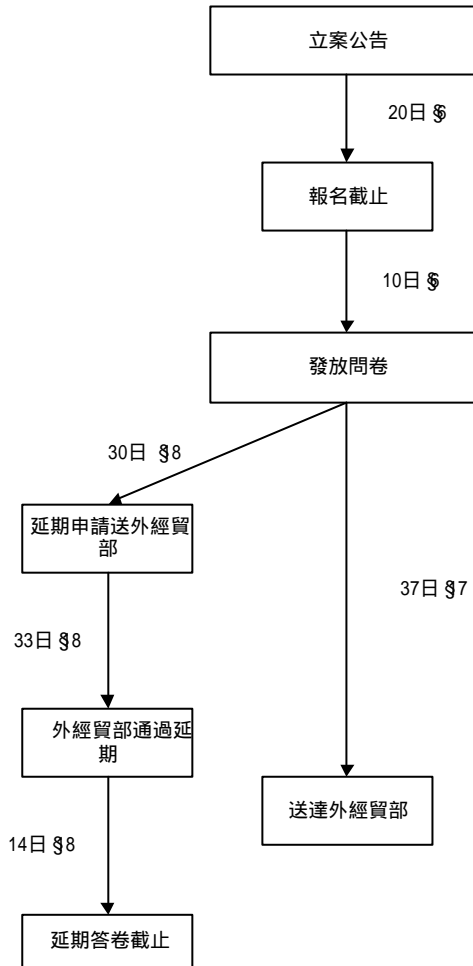 立案公告
20日 §6
報名截止
10日 §6
發放問卷
30日 §8
延期申請送外經貿
部
37日 §7
33日 §8
外經貿部通過延
期
送達外經貿部
14日 §8
延期答卷截止